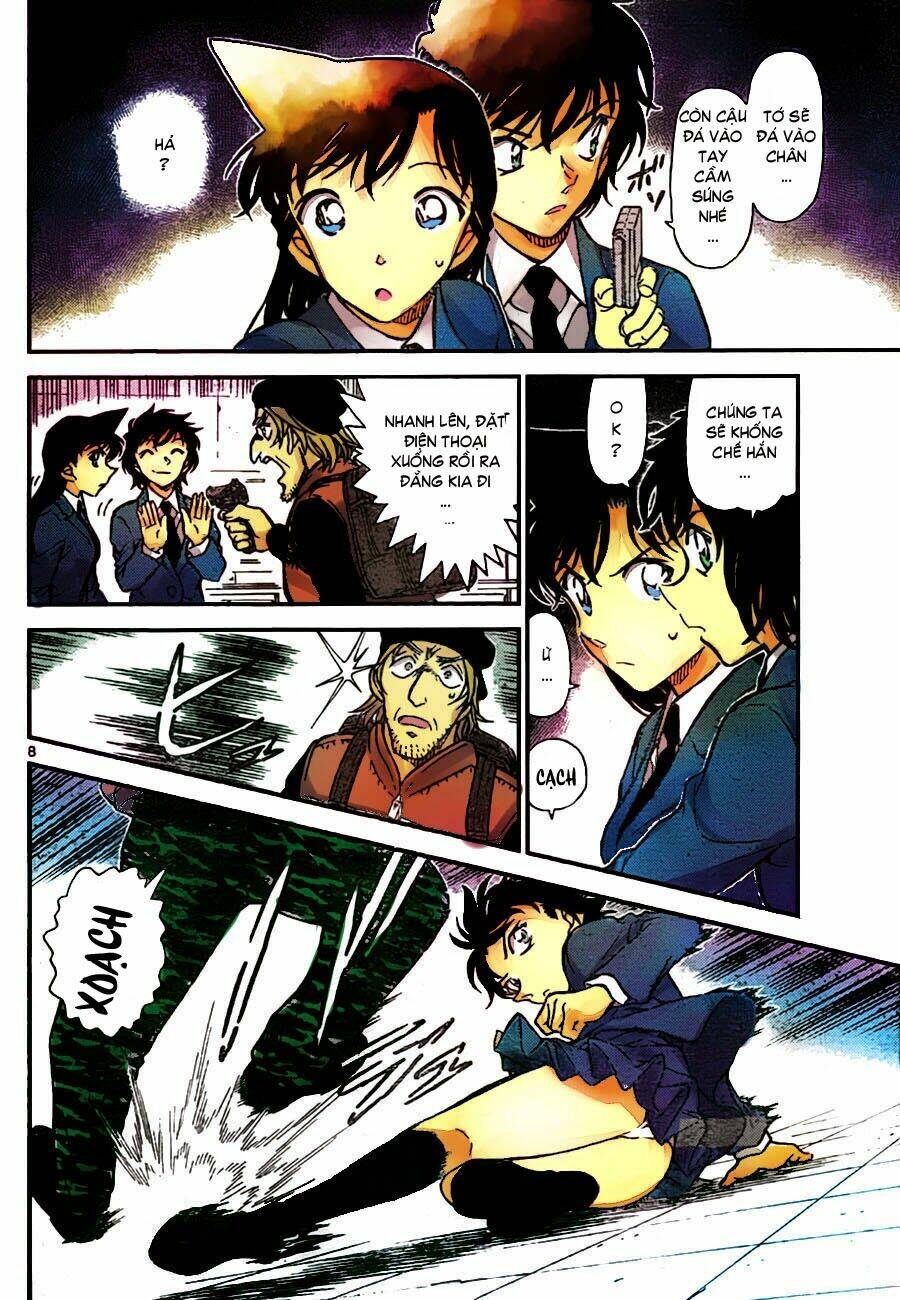 TỚ SẼ
ĐÁ VÀO
CHÂN
...
CÒN CẬU
ĐÁ VÀO
TAY
CẦM
SÚNG
NHÉ
...
HẢ
?
CHÚNG TA
SẼ KHỐNG
CHẾ HẮN
O
K
?
Ừ
...
CẠCH
NHANH LÊN, ĐẶT
ĐIỆN THOẠI
XUỐNG RỒI RA
ĐẰNG KIA ĐI
...
...
ヒ
8
XOẠCH